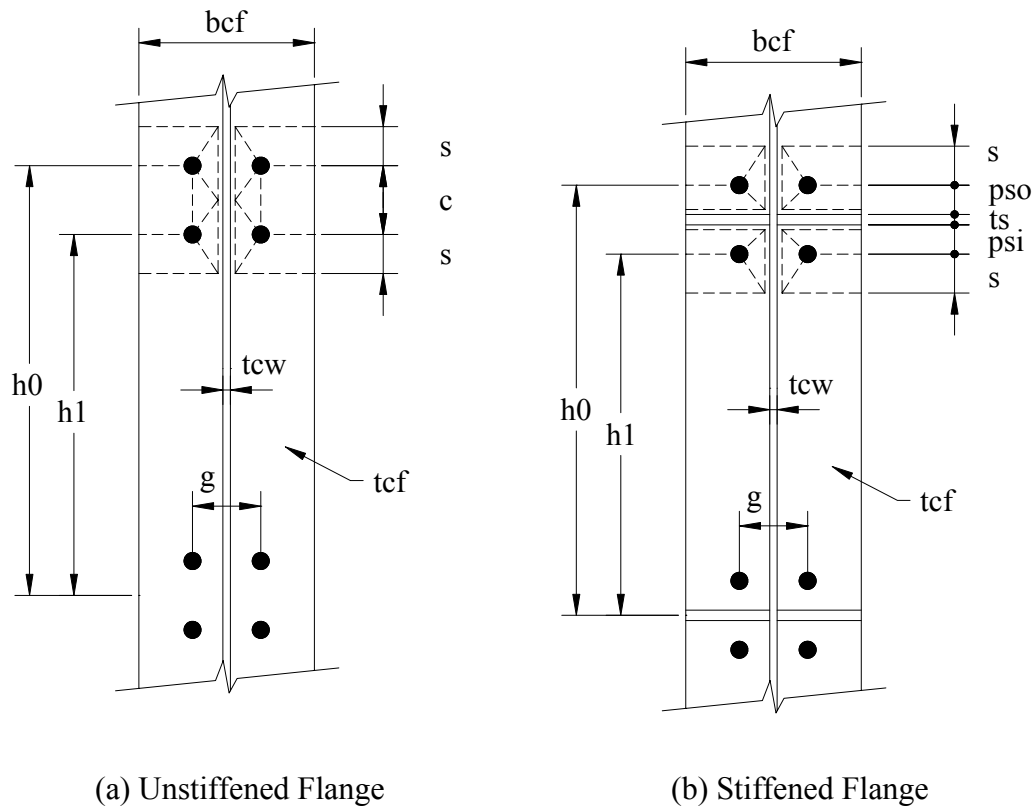 bcf
s
c
s
tcw
h0
h1
g
tcf
(a) Unstiffened Flange
bcf
s
pso
ts
psi
s
tcw
h0
h1
g
tcf
(b) Stiffened Flange